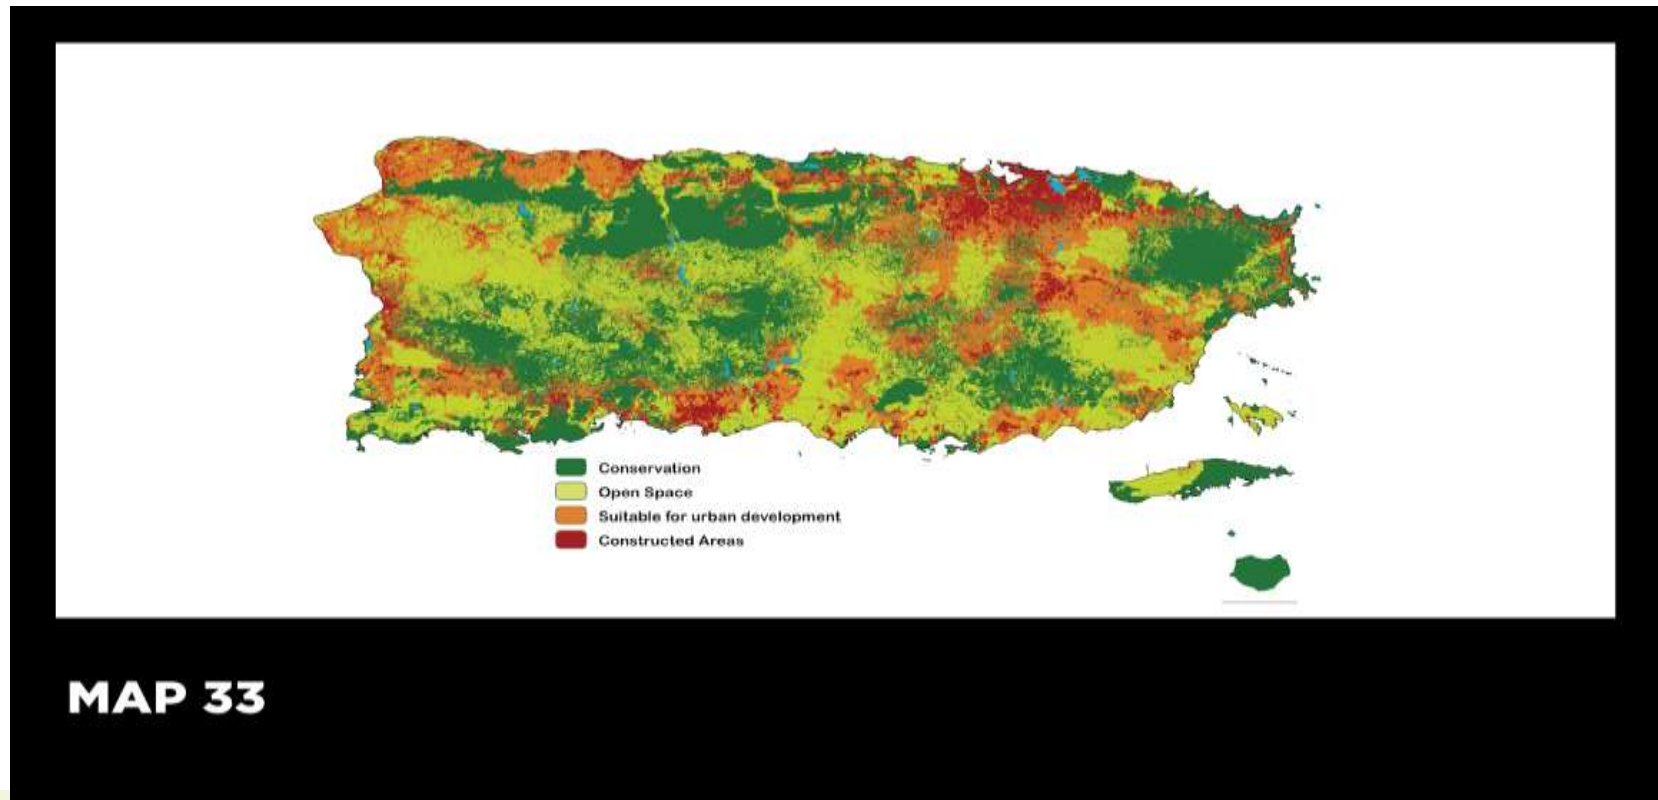 Conservation
Open Space
Suitable for urban development
Constructed Areas
MAP 33